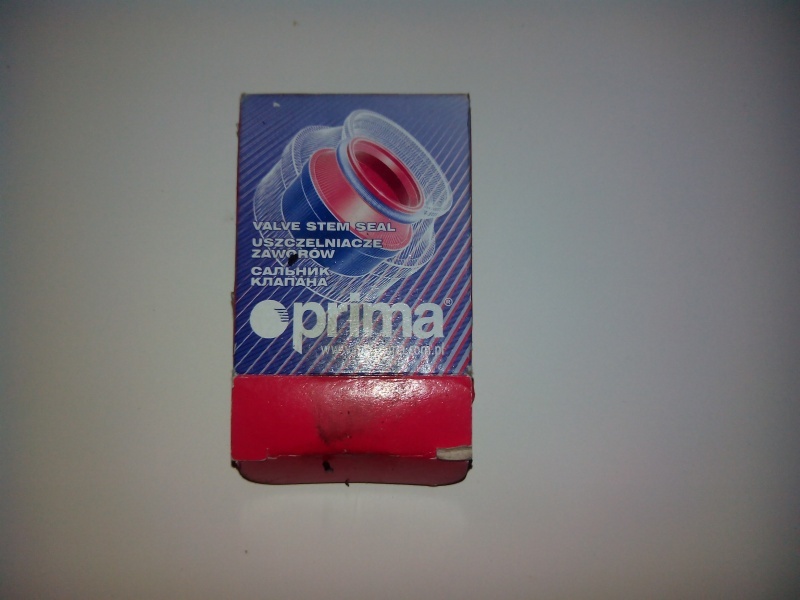 VALVE STEM SEAL
USZCZELNIACZE
ZAWORÓW
САЛЬНИК
КЛАПАНА
prima®